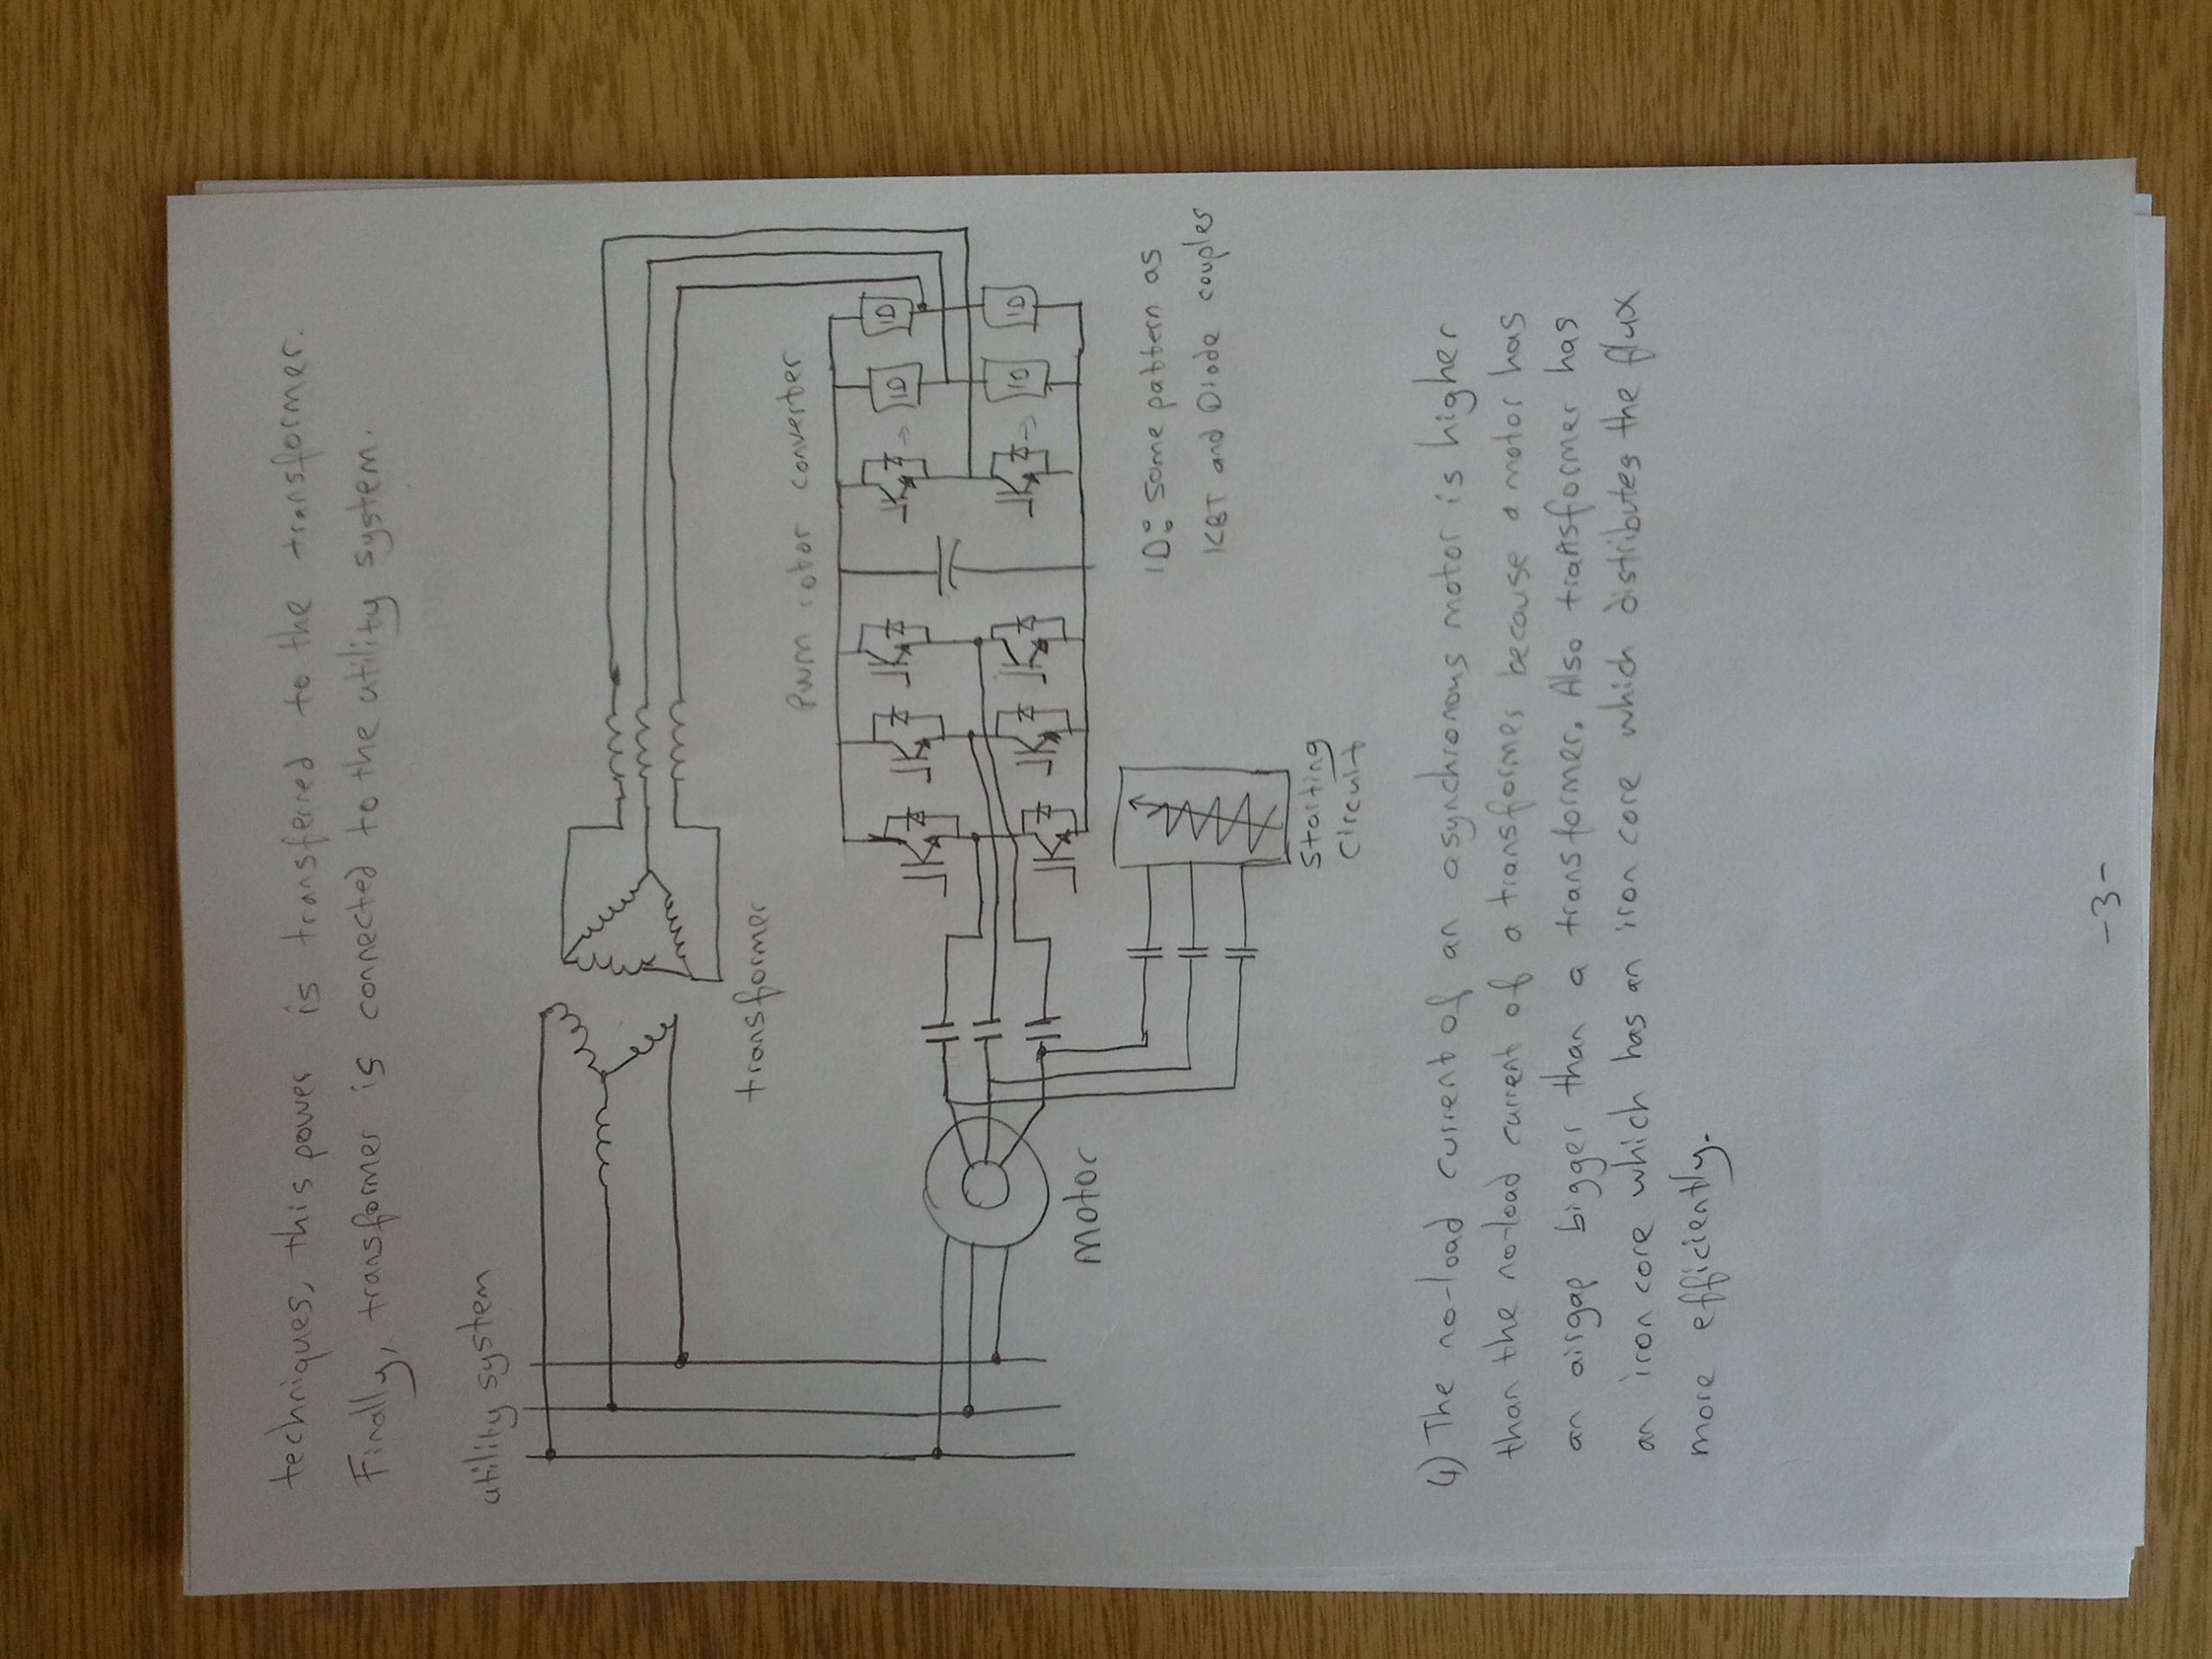 techniques, this power is transfered to the transformer.
Finally, transformer is connected to the utility system.
utility system
transformer
PWM rotor converter
Motor
ID: same pattern as
IGBT and Diode couples
ID
ID
ID
ID
Starting
Circuit
4) The no-load current of an asynchronous motor is higher
than the no-load current of a transformer because a motor has
an airgap bigger than a transformer. Also transformer has
an iron core which has an iron core which distributes the flux
more efficiently.
-3-